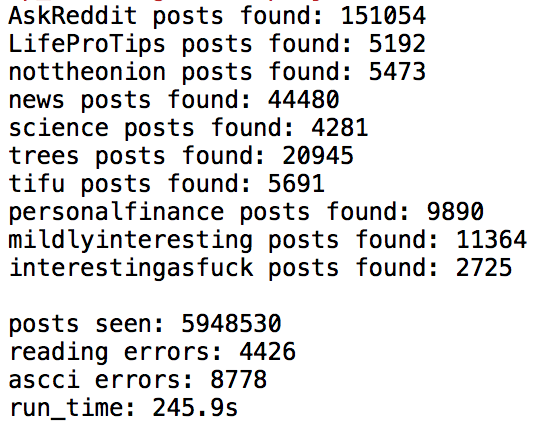 AskReddit posts found: 151054
LifeProTips posts found: 5192
nottheonion posts found: 5473
news posts found: 44480
science posts found: 4281
trees posts found: 20945
tifu posts found: 5691
personalfinance posts found: 9890
mildlyinteresting posts found: 11364
interestingasfuck posts found: 2725
posts seen: 5948530
reading errors: 4426
ascci errors: 8778
run_time: 245.9s